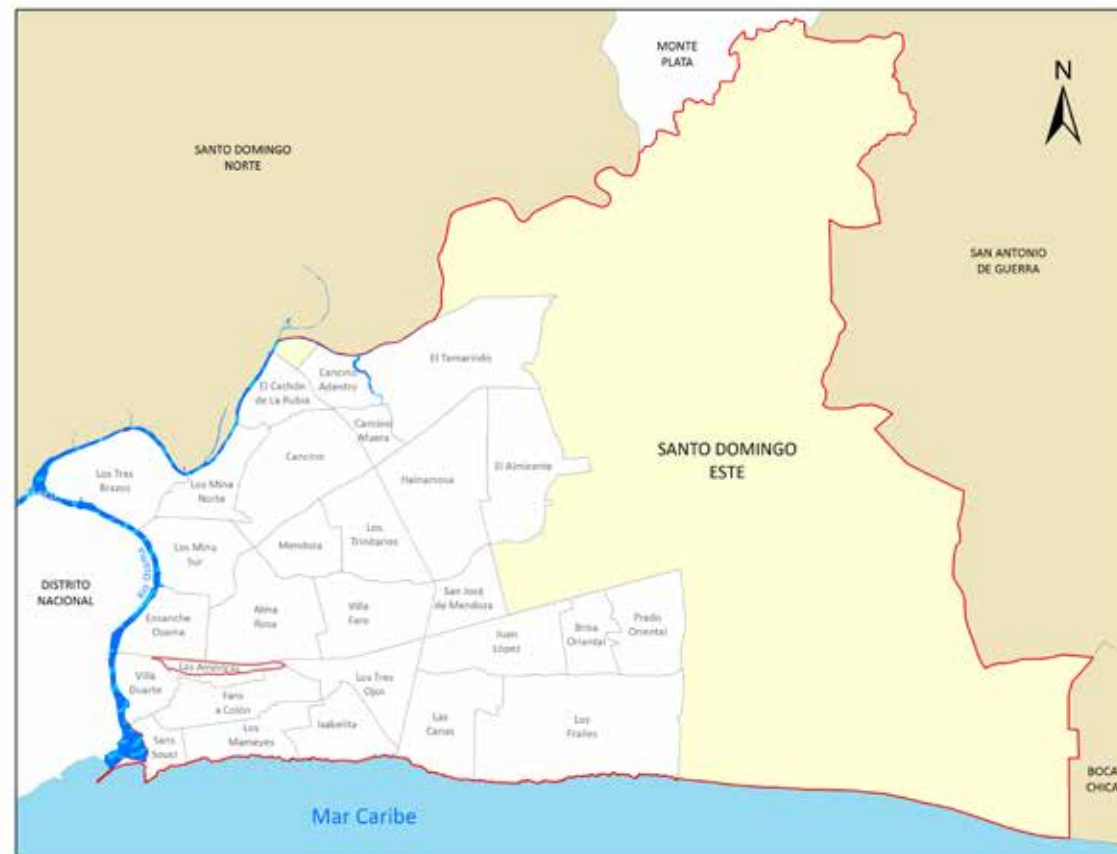 MONTE
PLATA
N
SANTO DOMINGO
NORTE
SAN ANTONIO
DE GUERRA
El Tamarindo
Cancino
Adentro
El Cachón
de La Rubia
Cancino
Afuera
Cancino
Hainamosa
El Almirante
SANTO DOMINGO
ESTE
Los Tres
Brazos
Los Mina
Norte
Los
Trinitarios
Mendoza
Los Mina
Sur
DISTRITO
NACIONAL
San José
de Mendoza
Alma
Rosa
Villa
Faro
Ensanche
Ozama
Juan
López
Brisa
Oriental
Prado
Oriental
Las Américas
Villa
Duarte
Los Tres
Ojos
Faro
a Colón
Isabelita
Las
Canas
Los
Frailes
Sans
Souci
Los
Mameyes
BOCA
CHICA
Mar Caribe